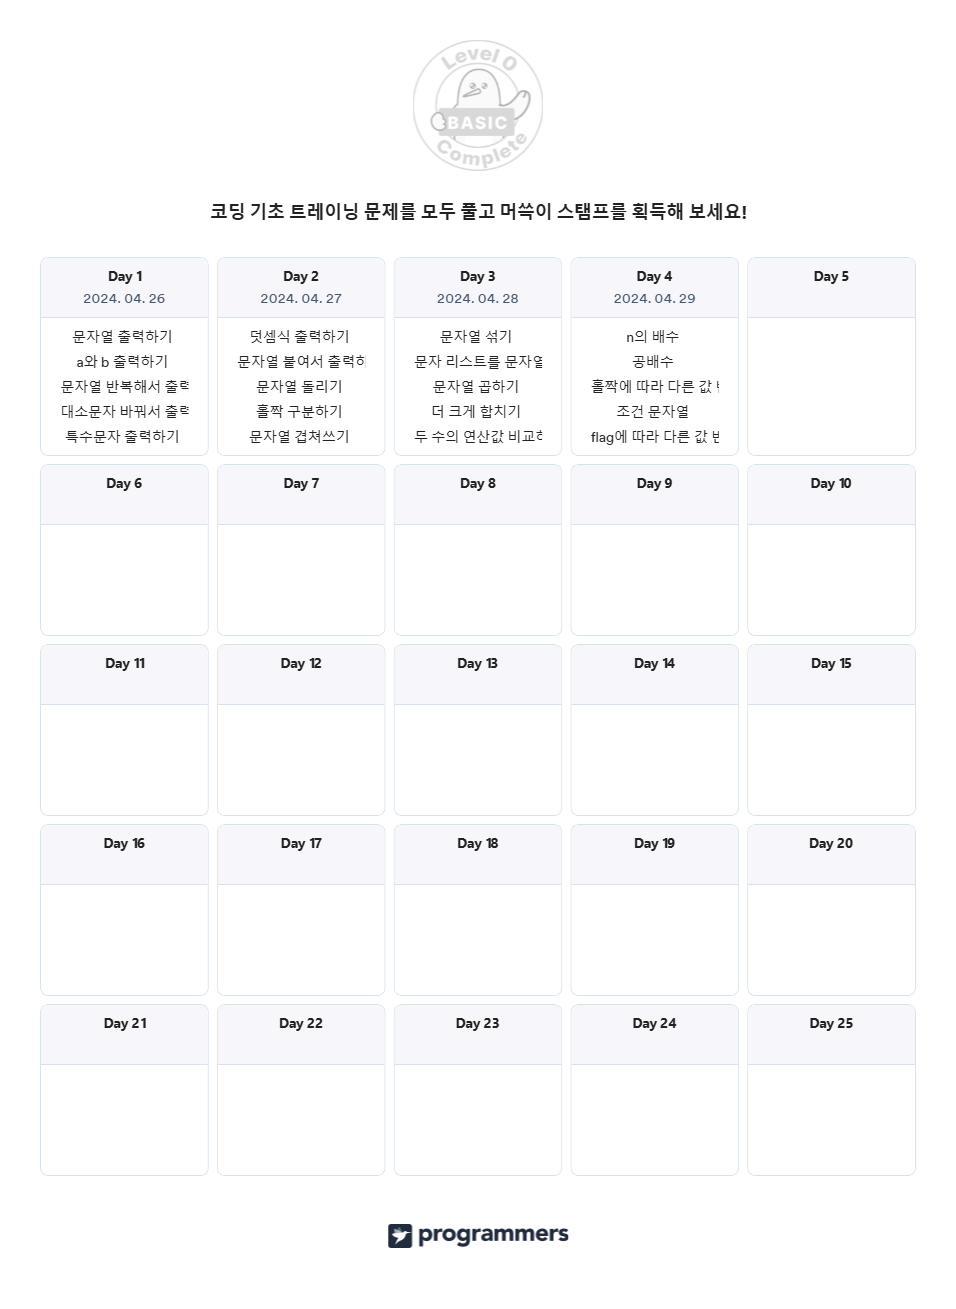 Level 0
BASIC
Complete
코딩 기초 트레이닝 문제를 모두 풀고 머쓱이 스탬프를 획득해 보세요!
Day 1
2024. 04. 26
문자열 출력하기
a와 b 출력하기
문자열 반복해서 출력
대소문자 바꿔서 출력
특수문자 출력하기
Day 2
2024. 04. 27
덧셈식 출력하기
문자열 붙여서 출력하
문자열 돌리기
홀짝 구분하기
문자열 겹쳐쓰기
Day 3
2024. 04. 28
문자열 섞기
문자 리스트를 문자열
문자열 곱하기
더 크게 합치기
두 수의 연산값 비교하
Day 4
2024. 04. 29
n의 배수
공배수
홀짝에 따라 다른 값
조건 문자열
flag에 따라 다른 값
Day 5
Day 6
Day 7
Day 8
Day 9
Day 10
Day 11
Day 12
Day 13
Day 14
Day 15
Day 16
Day 17
Day 18
Day 19
Day 20
Day 21
Day 22
Day 23
Day 24
Day 25
programmers